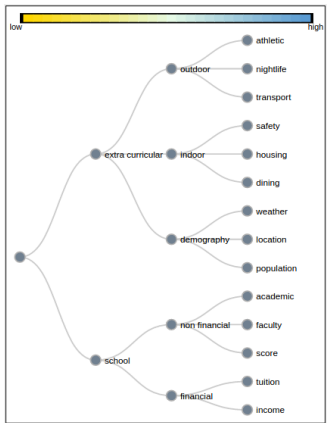 low high
athletic
outdoor nightlife
transport
safety
extra curricular indoor housing
dining
weather
demography location
population
academic
non financial faculty
score
school
tuition
financial
income